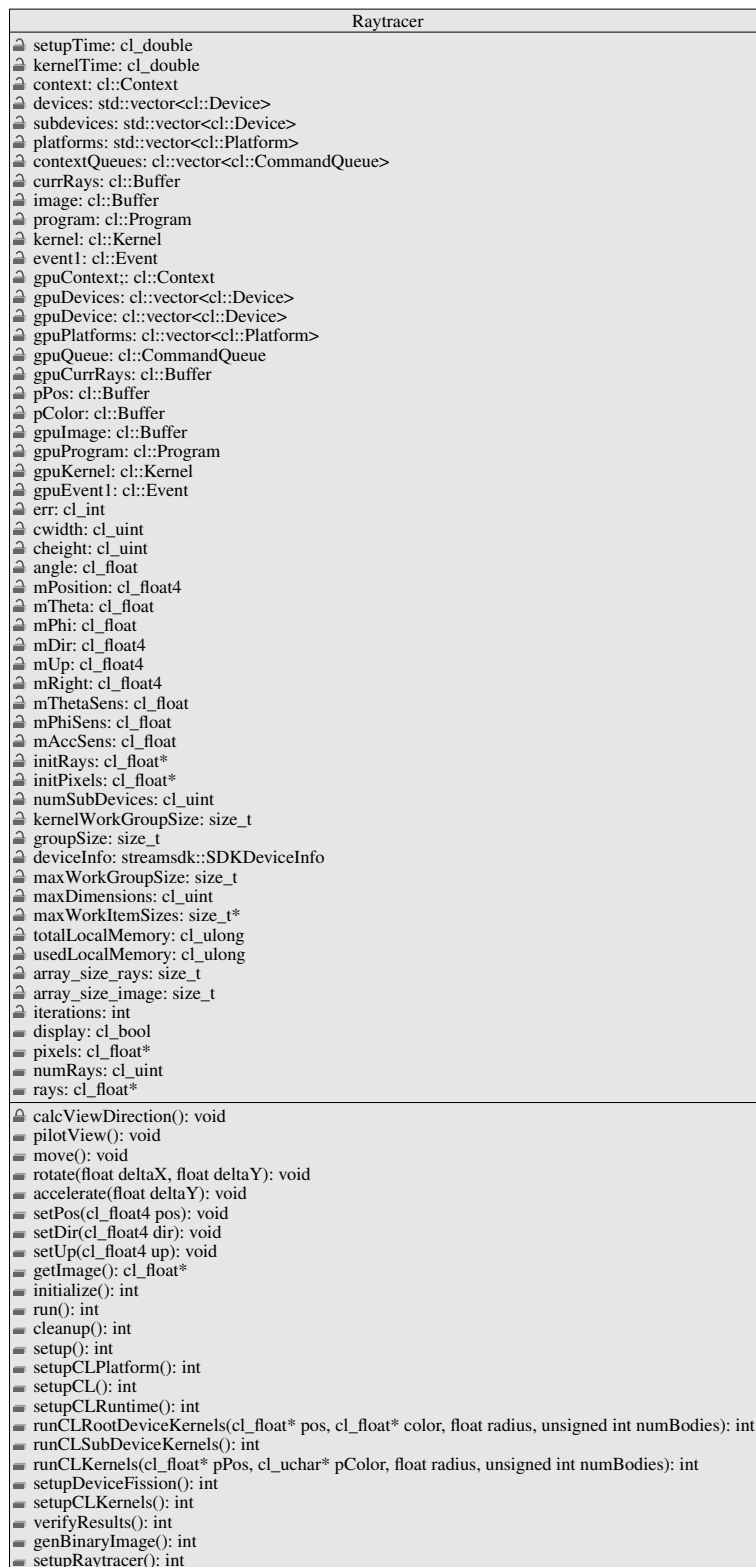 Raytracer
setupTime: cl_double
kernelTime: cl_double
context: cl::Context
devices: std::vector<cl::Device>
subdevices: std::vector<cl::Device>
platforms: std::vector<cl::Platform>
contextQueues: cl::vector<cl::CommandQueue>
currRays: cl::Buffer
image: cl::Buffer
program: cl::Program
kernel: cl::Kernel
event1: cl::Event
gpuContext;: cl::Context
gpuDevices: cl::vector<cl::Device>
gpuDevice: cl::vector<cl::Device>
gpuPlatforms: cl::vector<cl::Platform>
gpuQueue: cl::CommandQueue
gpuCurrRays: cl::Buffer
pPos: cl::Buffer
pColor: cl::Buffer
gpuImage: cl::Buffer
gpuProgram: cl::Program
gpuKernel: cl::Kernel
gpuEvent1: cl::Event
err: cl_int
cwidth: cl_uint
cheight: cl_uint
angle: cl_float
mPosition: cl_float4
mTheta: cl_float
mPhi: cl_float
mDir: cl_float4
mUp: cl_float4
mRight: cl_float4
mThetaSens: cl_float
mPhiSens: cl_float
mAccSens: cl_float
initRays: cl_float*
initPixels: cl_float*
numSubDevices: cl_uint
kernelWorkGroupSize: size_t
groupSize: size_t
deviceInfo: streamsdk::SDKDeviceInfo
maxWorkGroupSize: size_t
maxDimensions: cl_uint
maxWorkItemSizes: size_t*
totalLocalMemory: cl_ulong
usedLocalMemory: cl_ulong
array_size_rays: size_t
array_size_image: size_t
iterations: int
display: cl_bool
pixels: cl_float*
numRays: cl_uint
rays: cl_float*
calcViewDirection(): void
pilotView(): void
move(): void
rotate(float deltaX, float deltaY): void
accelerate(float deltaY): void
setPos(cl_float4 pos): void
setDir(cl_float4 dir): void
setUp(cl_float4 up): void
getImage(): cl_float*
initialize(): int
run(): int
cleanup(): int
setup(): int
setupCLPlatform(): int
setupCL(): int
setupCLRuntime(): int
runCLRootDeviceKernels(cl_float* pos, cl_float* color, float radius, unsigned int numBodies): int
runCLSubDeviceKernels(): int
runCLKernels(cl_float* pPos, cl_uchar* pColor, float radius, unsigned int numBodies): int
setupDeviceFission(): int
setupCLKernels(): int
verifyResults(): int
genBinaryImage(): int
setupRaytracer(): int